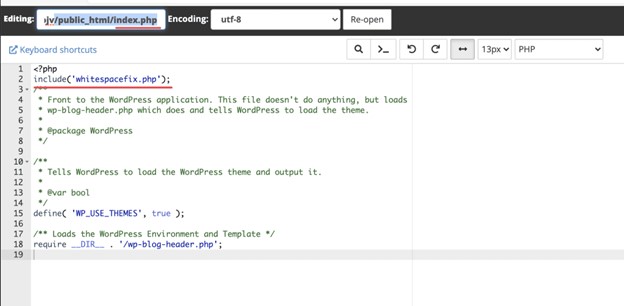 Editing: ojv/public_html/index.php Encoding: utf-8 Re-open
Keyboard shortcuts 13px PHP
1 <?php
2 include('whitespacefix.php');
3 /**
4  * Front to the WordPress application. This file doesn't do anything, but loads
5  * wp-blog-header.php which does and tells WordPress to load the theme.
6  *
7  * @package WordPress
8  */
9
10 /**
11  * Tells WordPress to load the WordPress theme and output it.
12  *
13  * @var bool
14  */
15 define( 'WP_USE_THEMES', true );
16
17 /** Loads the WordPress Environment and Template */
18 require __DIR__ . '/wp-blog-header.php';
19